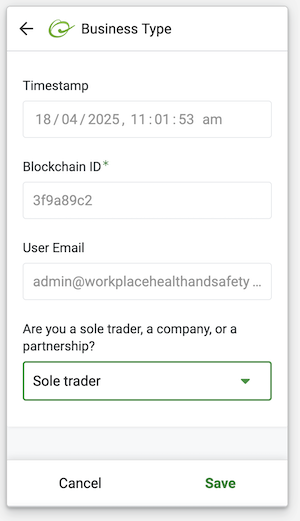 Business Type
Timestamp
18/04/2025, 11:01:53 am
Blockchain ID*
3f9a89c2
User Email
admin@workplacehealthandsafety ...
Are you a sole trader, a company, or a
partnership?
Sole trader
Cancel
Save